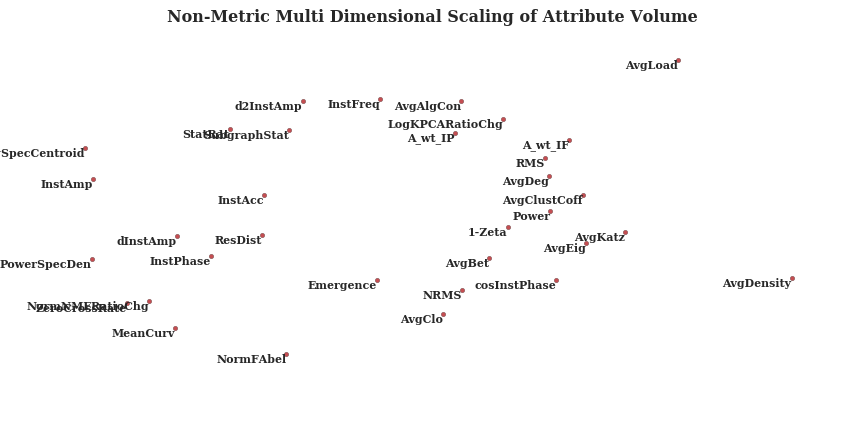 Non-Metric Multi Dimensional Scaling of Attribute Volume
AvgLoad
d2InstAmp
InstFreq
AvgAlgCon
LogKPCARatioChg
StatRat
SubgraphStat
A_wt_IP
A_wt_IF
SpecCentroid
RMS
InstAmp
AvgDeg
InstAcc
AvgClustCoff
Power
1-Zeta
dInstAmp
ResDist
AvgKatz
AvgEig
PowerSpecDen
InstPhase
AvgBet
Emergence
cosInstPhase
AvgDensity
NRMS
NormNMFRatioChg
ZeroCrossRate
AvgClo
MeanCurv
NormFAbel